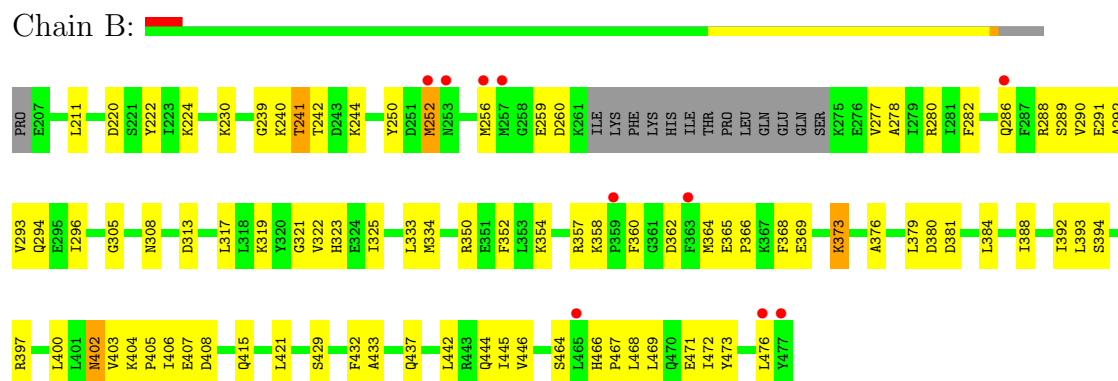 Chain B:
PRO E207 L211 D220 S221 Y222 I223 K224 K230 G239 K240 T241 T242 D243 K244 Y250 D251 M252 N253 M256 M257 G258 E259 D260 K261 ILE LYS PHE LYS HIS ILE THR PRO LEU GLN GLU GLN SER K275 E276 V277 A278 I279 R280 I281 F282 Q286 F287 R288 S289 V290 E291 A292
V293 Q294 E295 I296 G305 N308 D313 L317 L318 K319 Y320 G321 V322 H323 E324 I325 L333 M334 R350 E351 F352 L353 K354 R357 K358 P359 F360 G361 D362 F363 M364 E365 P366 K367 F368 E369 K373 A376 L379 D380 D381 L384 I388 I392 L393 S394
R397 L400 L401 N402 V403 K404 P405 I406 E407 D408 Q415 L421 S429 F432 A433 Q437 L442 R443 Q444 I445 V446 S464 L465 H466 P467 L468 L469 Q470 E471 I472 Y473 L476 Y477